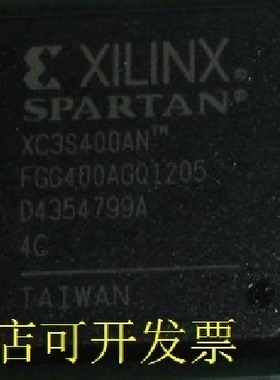 XILINX®
SPARTAN®
XC3S400AN™
FGG400AGQ1205
D4354799A
4C
TAIWAN
店可开发票